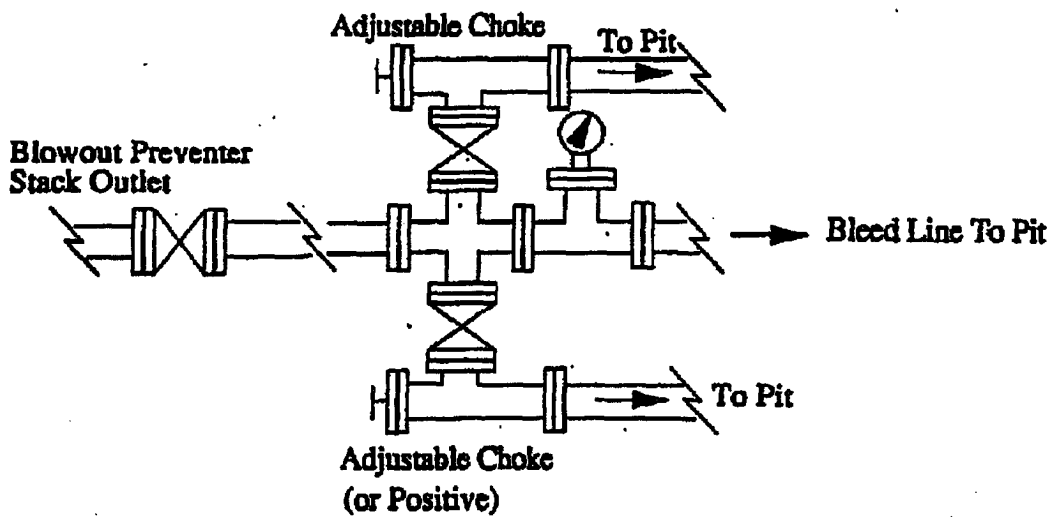 Adjustable Choke
To Pit
Blowout Preventer
Stack Outlet
Bleed Line To Pit
To Pit
Adjustable Choke
(or Positive)